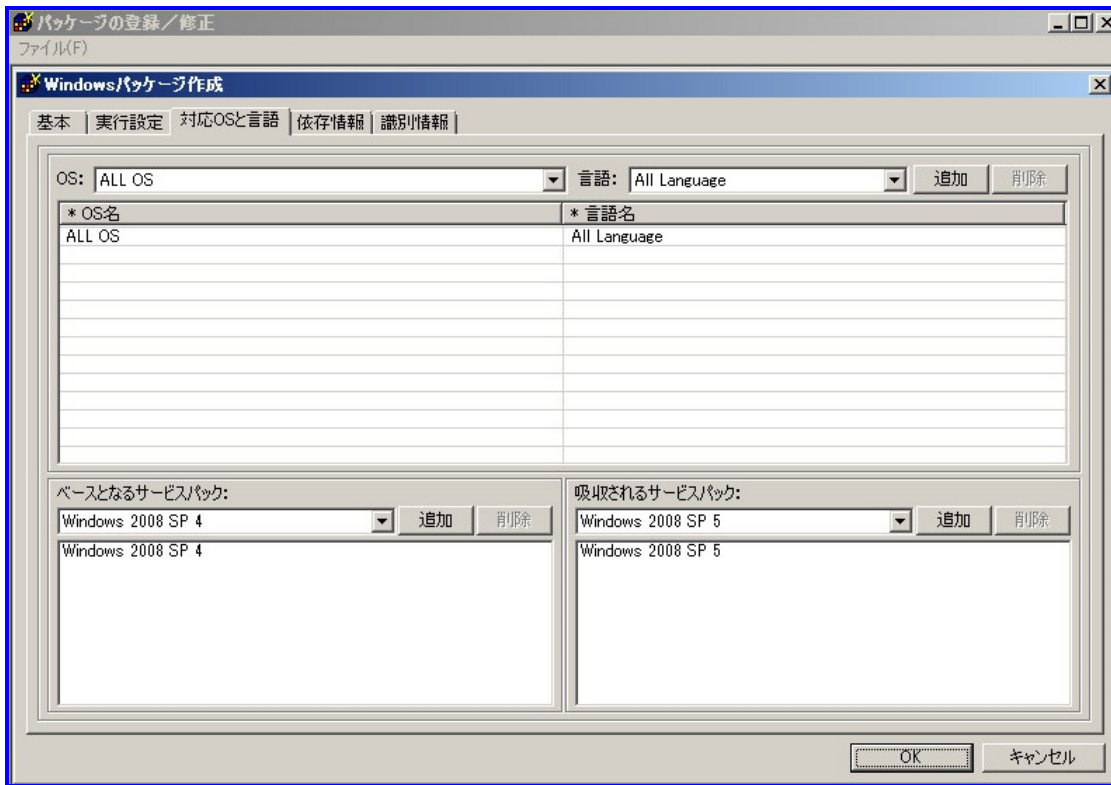 パッケージの登録／修正
ファイル(F)
Windowsパッケージ作成
基本 実行設定 対応OSと言語 依存情報 識別情報
OS: ALL OS 言語: All Language 追加 削除
* OS名 * 言語名
ALL OS All Language
ベースとなるサービスパック: 吸収されるサービスパック:
Windows 2008 SP 4 追加 削除 Windows 2008 SP 5 追加 削除
Windows 2008 SP 4 Windows 2008 SP 5
OK キャンセル